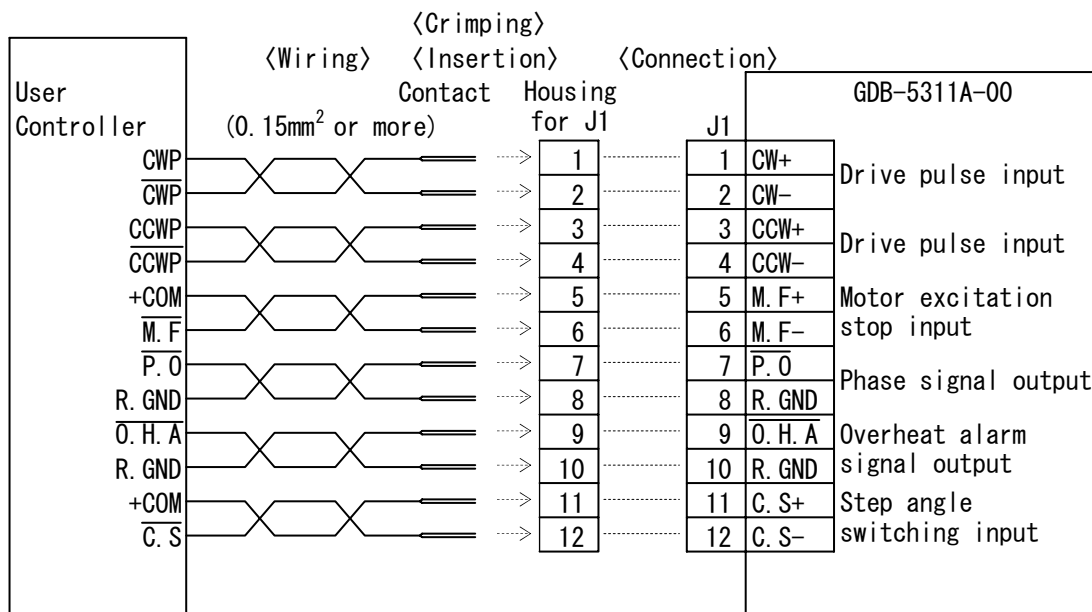 〈Crimping〉
〈Wiring〉 〈Insertion〉 〈Connection〉
User Contact Housing GDB-5311A-00
Controller (0.15mm² or more) for J1 J1
CWP 1 1 CW+ Drive pulse input
C̅W̅P̅ 2 2 CW-
CCWP 3 3 CCW+ Drive pulse input
C̅C̅W̅P̅ 4 4 CCW-
+COM 5 5 M.F+ Motor excitation
M̅.̅F̅ 6 6 M.F- stop input
P̅.̅O̅ 7 7 P̅.̅O̅ Phase signal output
R.GND 8 8 R.GND
O̅.̅H̅.̅A̅ 9 9 O̅.̅H̅.̅A̅ Overheat alarm
R.GND 10 10 R.GND signal output
+COM 11 11 C.S+ Step angle
C̅.̅S̅ 12 12 C.S- switching input